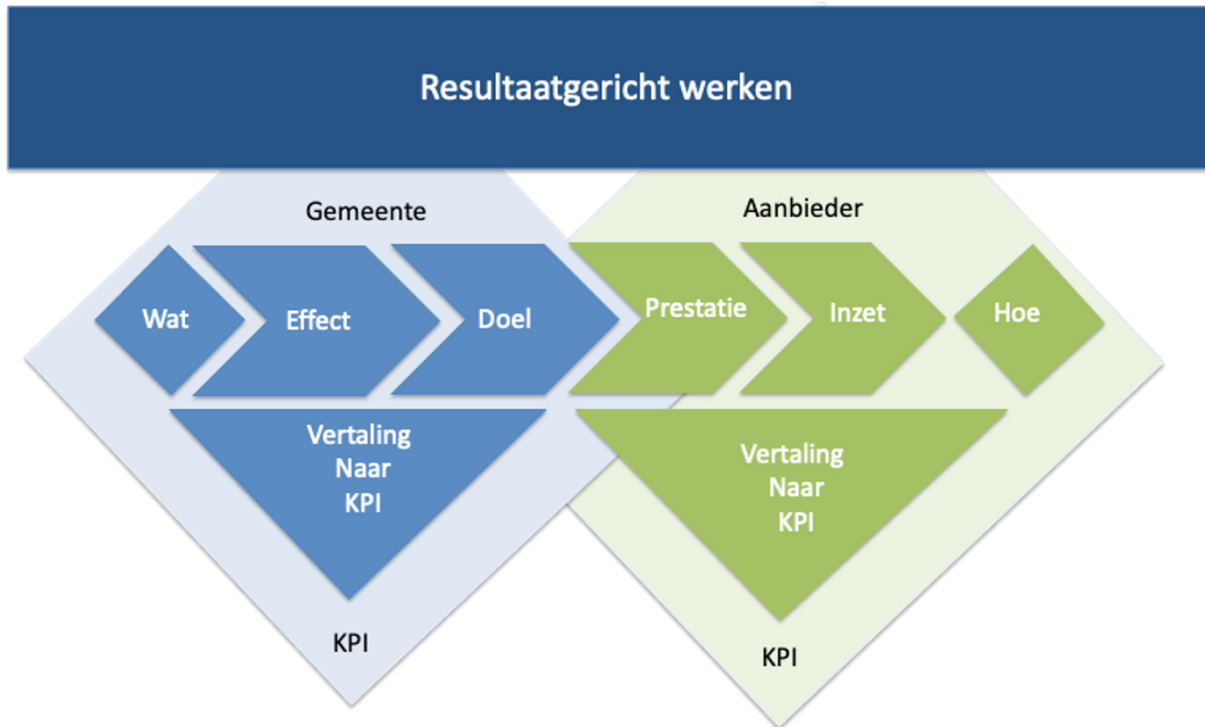 Resultaatgericht werken
Gemeente
Aanbieder
Wat
Effect
Doel
Prestatie
Inzet
Hoe
Vertaling
Naar
KPI
Vertaling
Naar
KPI
KPI
KPI